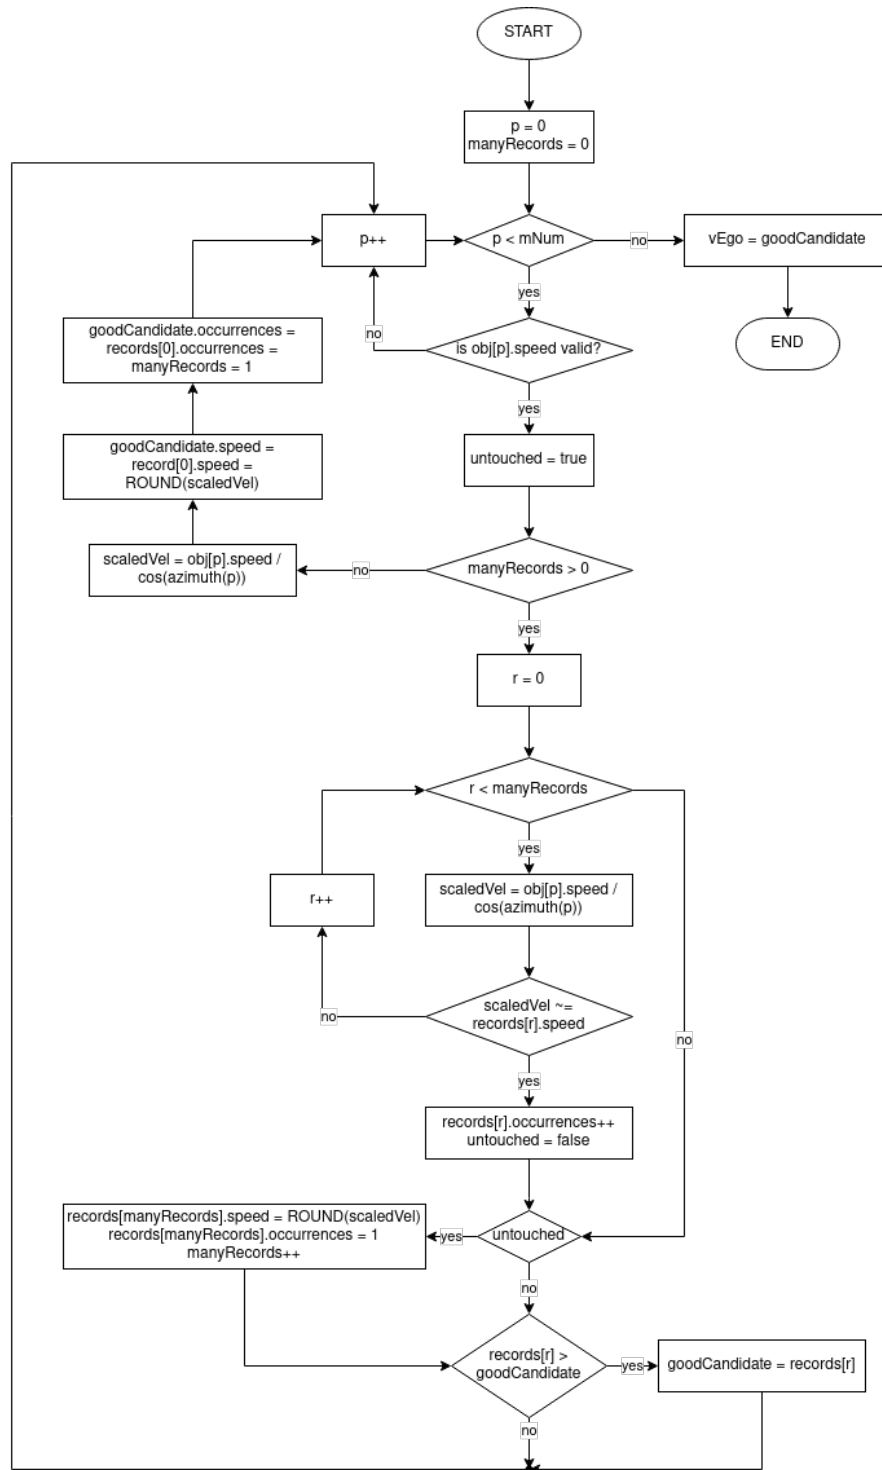 START
p = 0
manyRecords = 0
p++
p < mNum
no
vEgo = goodCandidate
yes
END
goodCandidate.occurrences =
records[0].occurrences =
manyRecords = 1
no
is obj[p].speed valid?
yes
goodCandidate.speed =
record[0].speed =
ROUND(scaledVel)
untouched = true
scaledVel = obj[p].speed /
cos(azimuth(p))
no
manyRecords > 0
yes
r = 0
r < manyRecords
yes
r++
scaledVel = obj[p].speed /
cos(azimuth(p))
no
scaledVel ~=
records[r].speed
no
yes
records[r].occurrences++
untouched = false
records[manyRecords].speed = ROUND(scaledVel)
records[manyRecords].occurrences = 1
manyRecords++
yes
untouched
no
records[r] >
goodCandidate
yes
goodCandidate = records[r]
no